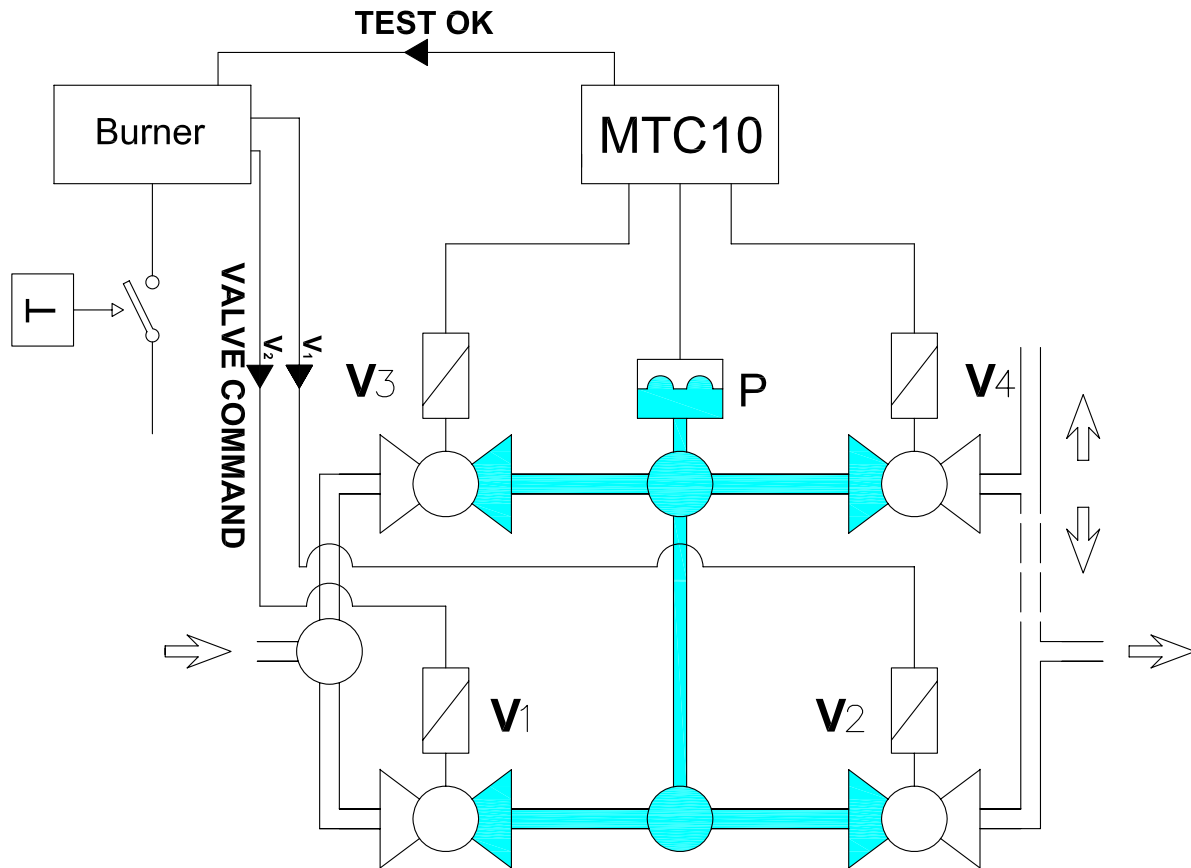 TEST OK
Burner
MTC10
T
VALVE COMMAND
V₂
V₁
V3
P
V4
V1
V2